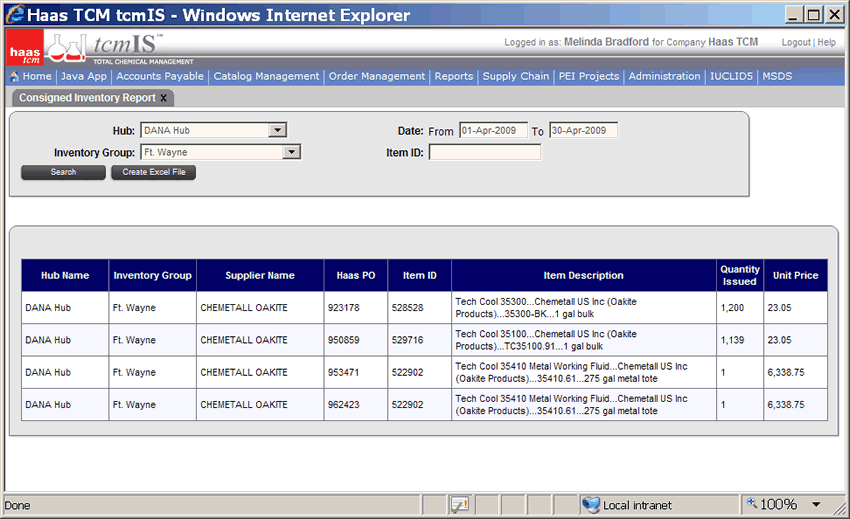 Haas TCM tcmIS - Windows Internet Explorer
haas tcm
tcmIS™
TOTAL CHEMICAL MANAGEMENT
Logged in as: Melinda Bradford for Company Haas TCM
Logout | Help
Home | Java App | Accounts Payable | Catalog Management | Order Management | Reports | Supply Chain | PEI Projects | Administration | IUCLID5 | MSDS
Consigned Inventory Report x
Hub: DANA Hub Date: From 01-Apr-2009 To 30-Apr-2009
Inventory Group: Ft. Wayne Item ID:
Search Create Excel File
Hub Name Inventory Group Supplier Name Haas PO Item ID Item Description Quantity Issued Unit Price
DANA Hub Ft. Wayne CHEMETALL OAKITE 923178 528528 Tech Cool 35300...Chemetall US Inc (Oakite
Products)...35300-BK...1 gal bulk 1,200 23.05
DANA Hub Ft. Wayne CHEMETALL OAKITE 950859 529716 Tech Cool 35100...Chemetall US Inc (Oakite
Products)...TC35100.91...1 gal bulk 1,139 23.05
DANA Hub Ft. Wayne CHEMETALL OAKITE 953471 522902 Tech Cool 35410 Metal Working Fluid...Chemetall US Inc
(Oakite Products)...35410.61...275 gal metal tote 1 6,338.75
DANA Hub Ft. Wayne CHEMETALL OAKITE 962423 522902 Tech Cool 35410 Metal Working Fluid...Chemetall US Inc
(Oakite Products)...35410.61...275 gal metal tote 1 6,338.75
Done Local intranet 100%